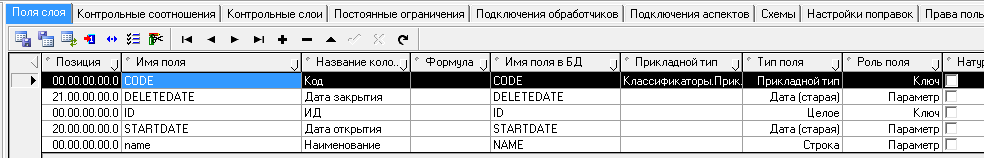 Поля слоя Контрольные соотношения Контрольные слои Постоянные ограничения Подключения обработчиков Подключения аспектов Схемы Настройки поправок Права поль
Позиция Имя поля Название коло.. Формула Имя поля в БД Прикладной тип Тип поля Роль поля Натур
00.00.00.00.0 CODE Код CODE Классификаторы.Прик. Прикладной тип Ключ
21.00.00.00.0 DELETEDATE Дата закрытия DELETEDATE Дата (старая) Параметр
00.00.00.00.0 ID ИД ID Целое Ключ
20.00.00.00.0 STARTDATE Дата открытия STARTDATE Дата (старая) Параметр
00.00.00.00.0 name Наименование NAME Строка Параметр